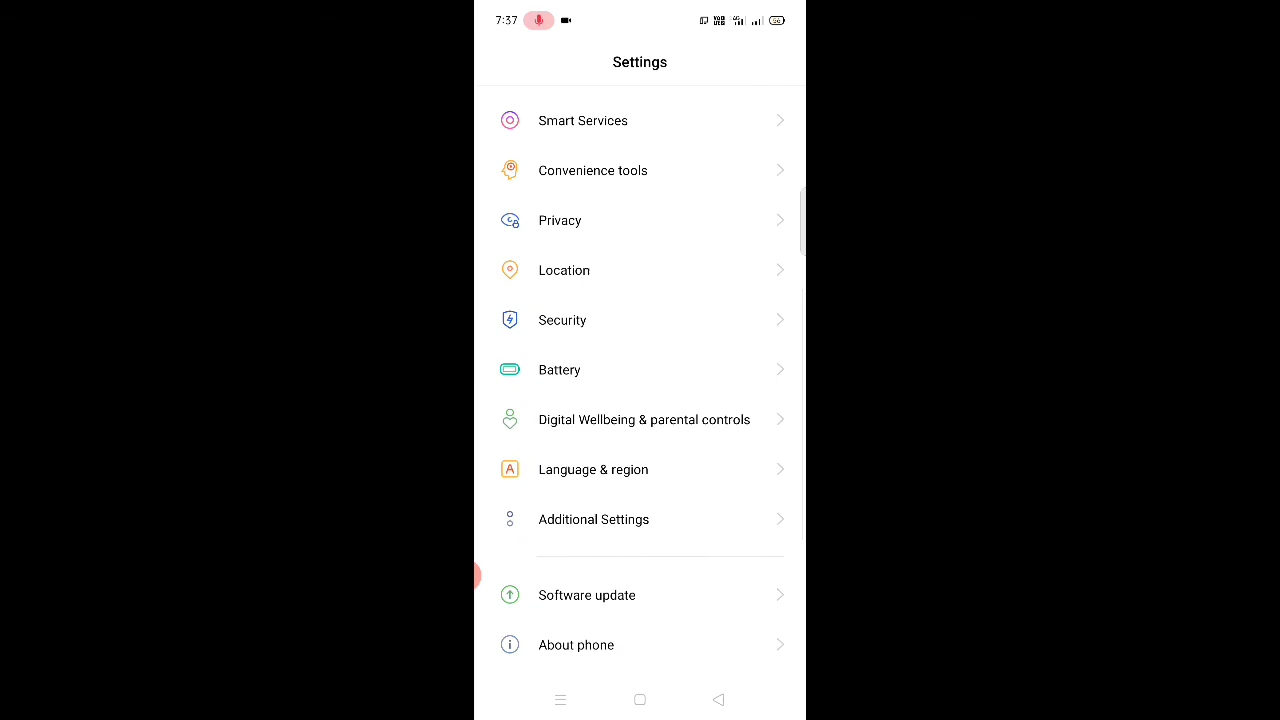 7:37 56
Settings
Smart Services
Convenience tools
Privacy
Location
Security
Battery
Digital Wellbeing & parental controls
A Language & region
Additional Settings
Software update
About phone